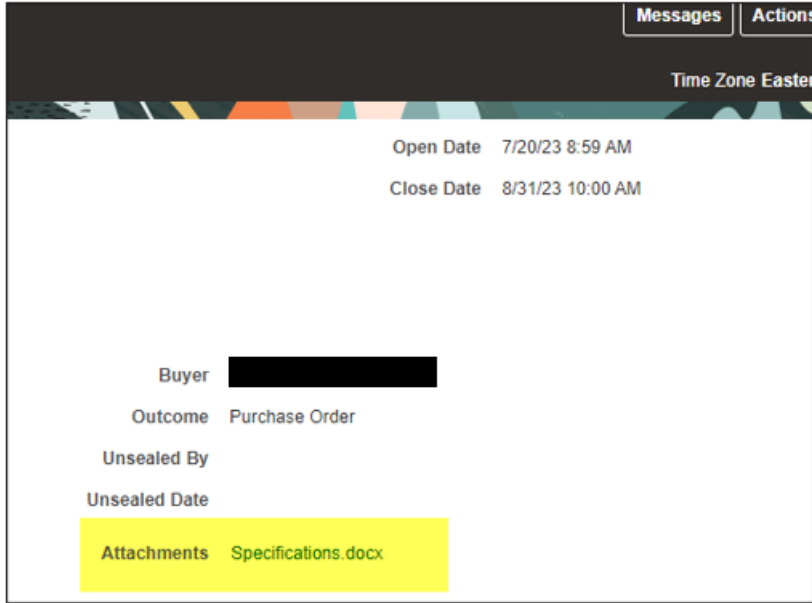 Messages Actions
Time Zone Easter
Open Date 7/20/23 8:59 AM
Close Date 8/31/23 10:00 AM
Buyer
Outcome Purchase Order
Unsealed By
Unsealed Date
Attachments Specifications.docx